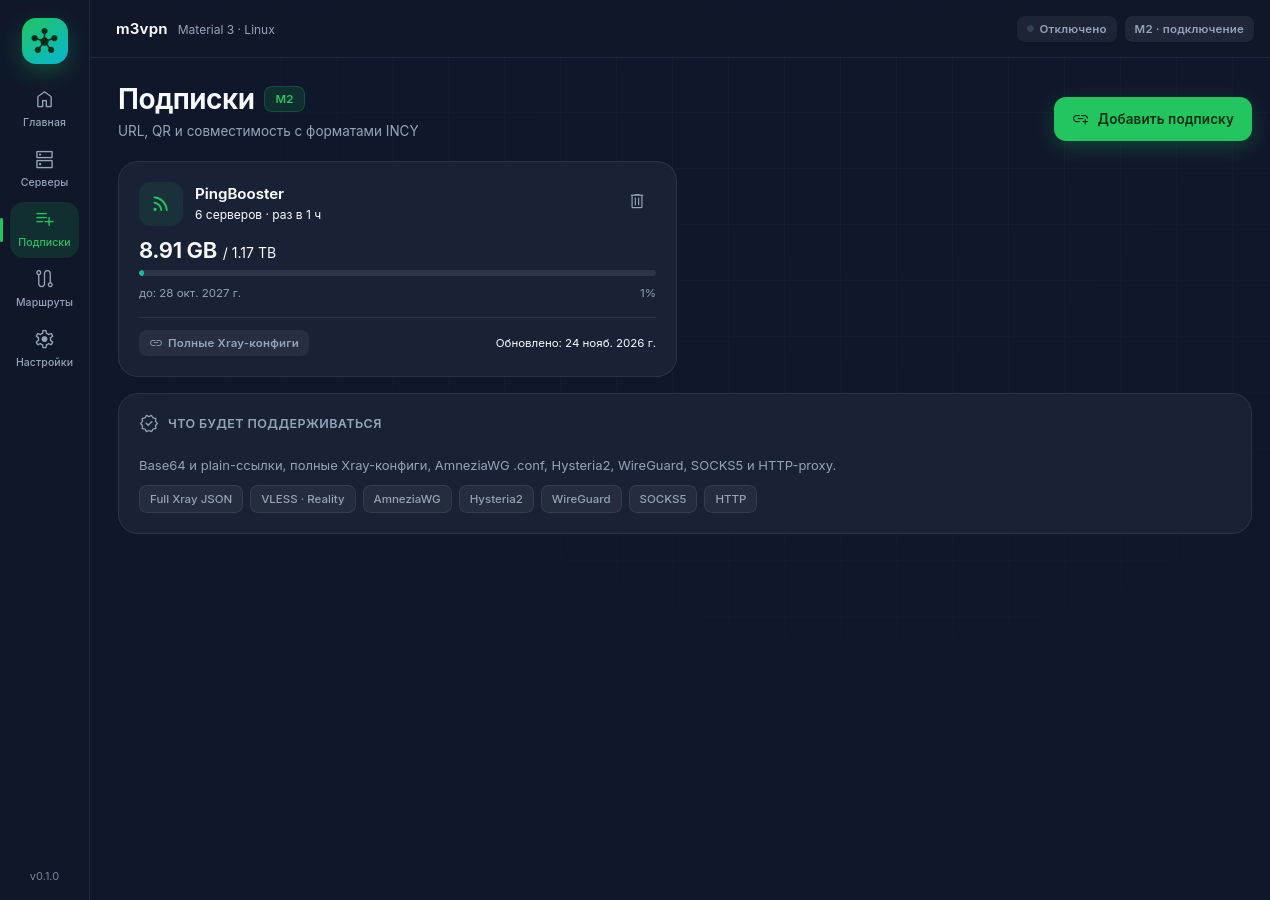 m3vpn Material 3 · Linux
Отключено
M2 · подключение
Главная
Серверы
Подписки
Маршруты
Настройки
v0.1.0
Подписки M2
URL, QR и совместимость с форматами INCY
Добавить подписку
PingBooster
6 серверов · раз в 1 ч
8.91 GB / 1.17 TB
до: 28 окт. 2027 г. 1%
Полные Xray-конфиги Обновлено: 24 нояб. 2026 г.
ЧТО БУДЕТ ПОДДЕРЖИВАТЬСЯ
Base64 и plain-ссылки, полные Xray-конфиги, AmneziaWG .conf, Hysteria2, WireGuard, SOCKS5 и HTTP-proxy.
Full Xray JSON VLESS · Reality AmneziaWG Hysteria2 WireGuard SOCKS5 HTTP